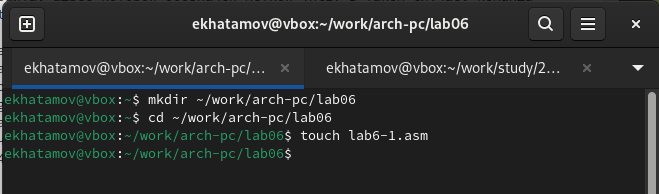 ekhatamov@vbox:~/work/arch-pc/lab06
ekhatamov@vbox:~/work/arch-pc/... ekhatamov@vbox:~/work/study/2...
ekhatamov@vbox:~$ mkdir ~/work/arch-pc/lab06
ekhatamov@vbox:~$ cd ~/work/arch-pc/lab06
ekhatamov@vbox:~/work/arch-pc/lab06$ touch lab6-1.asm
ekhatamov@vbox:~/work/arch-pc/lab06$